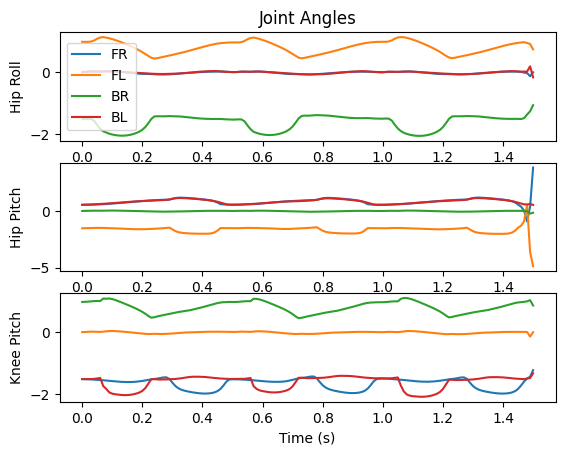 Joint Angles
Hip Roll
0
−2
FR
FL
BR
BL
0.0 0.2 0.4 0.6 0.8 1.0 1.2 1.4
Hip Pitch
0
−5
0.0 0.2 0.4 0.6 0.8 1.0 1.2 1.4
Knee Pitch
0
−2
0.0 0.2 0.4 0.6 0.8 1.0 1.2 1.4
Time (s)